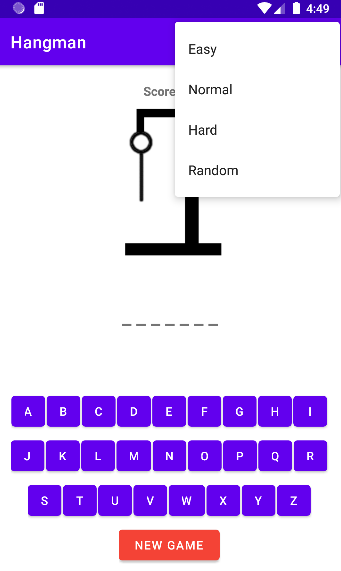 4:49
Hangman
Easy
Score
Normal
Hard
Random
_ _ _ _ _ _ _
A B C D E F G H I
J K L M N O P Q R
S T U V W X Y Z
NEW GAME